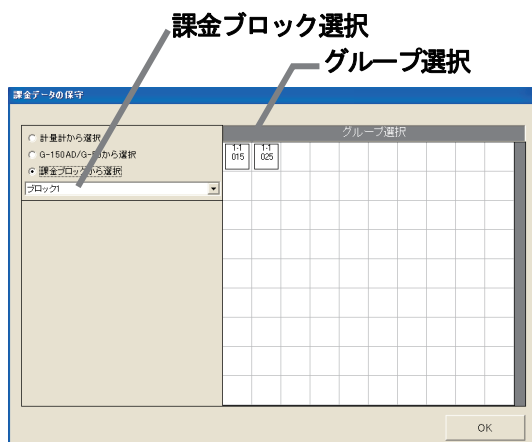 課金ブロック選択
グループ選択
課金データの保守
計量計から選択
G-150AD/G-50から選択
課金ブロックから選択
ブロック1
グループ選択
1-1
015
1-1
025
OK